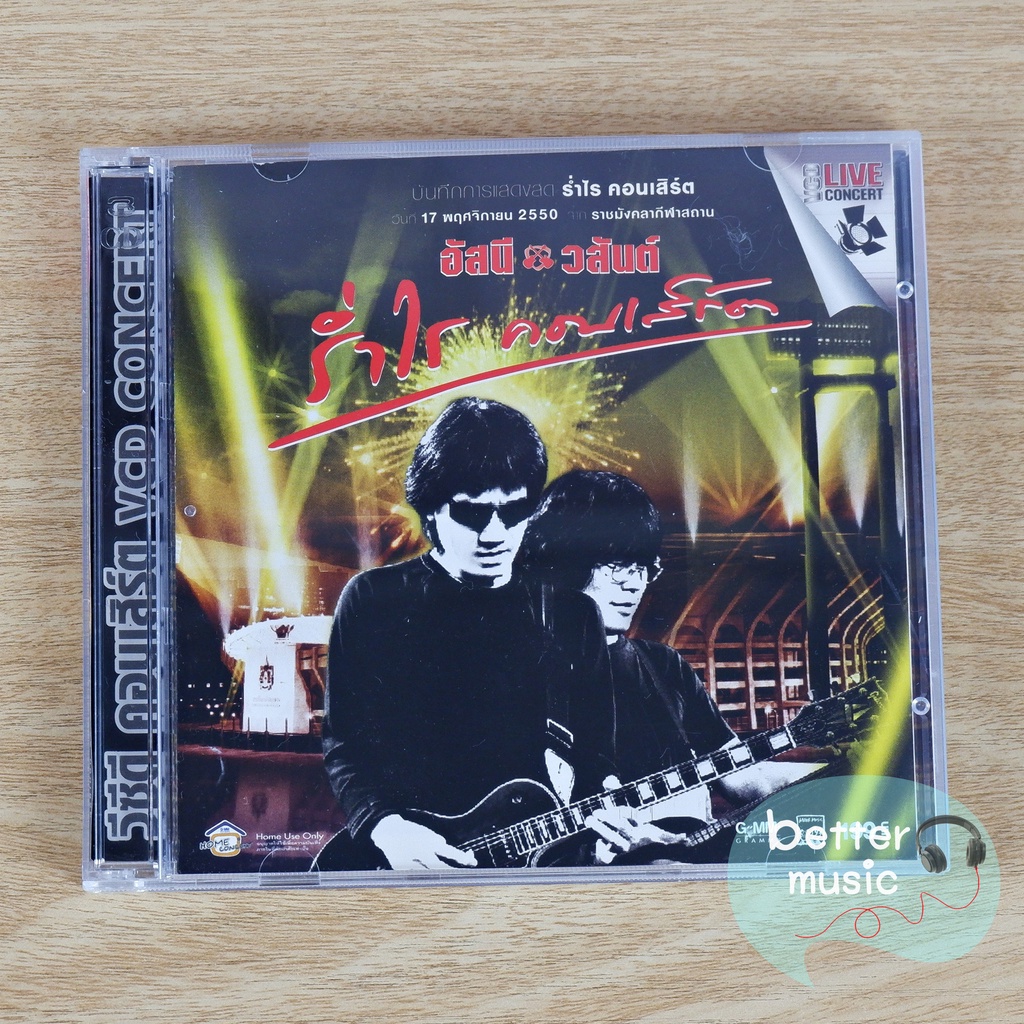 บันทึกการแสดงสด ร่ำไร คอนเสิร์ต
วันที่ 17 พฤศจิกายน 2550 จาก ราชมังคลากีฬาสถาน
อัสนี วสันต์
ร่ำไร คอนเสิร์ต
VCD LIVE
CONCERT
วีซีดี คอนเสิร์ต VCD CONCERT
HOME
Home Use Only
better
music